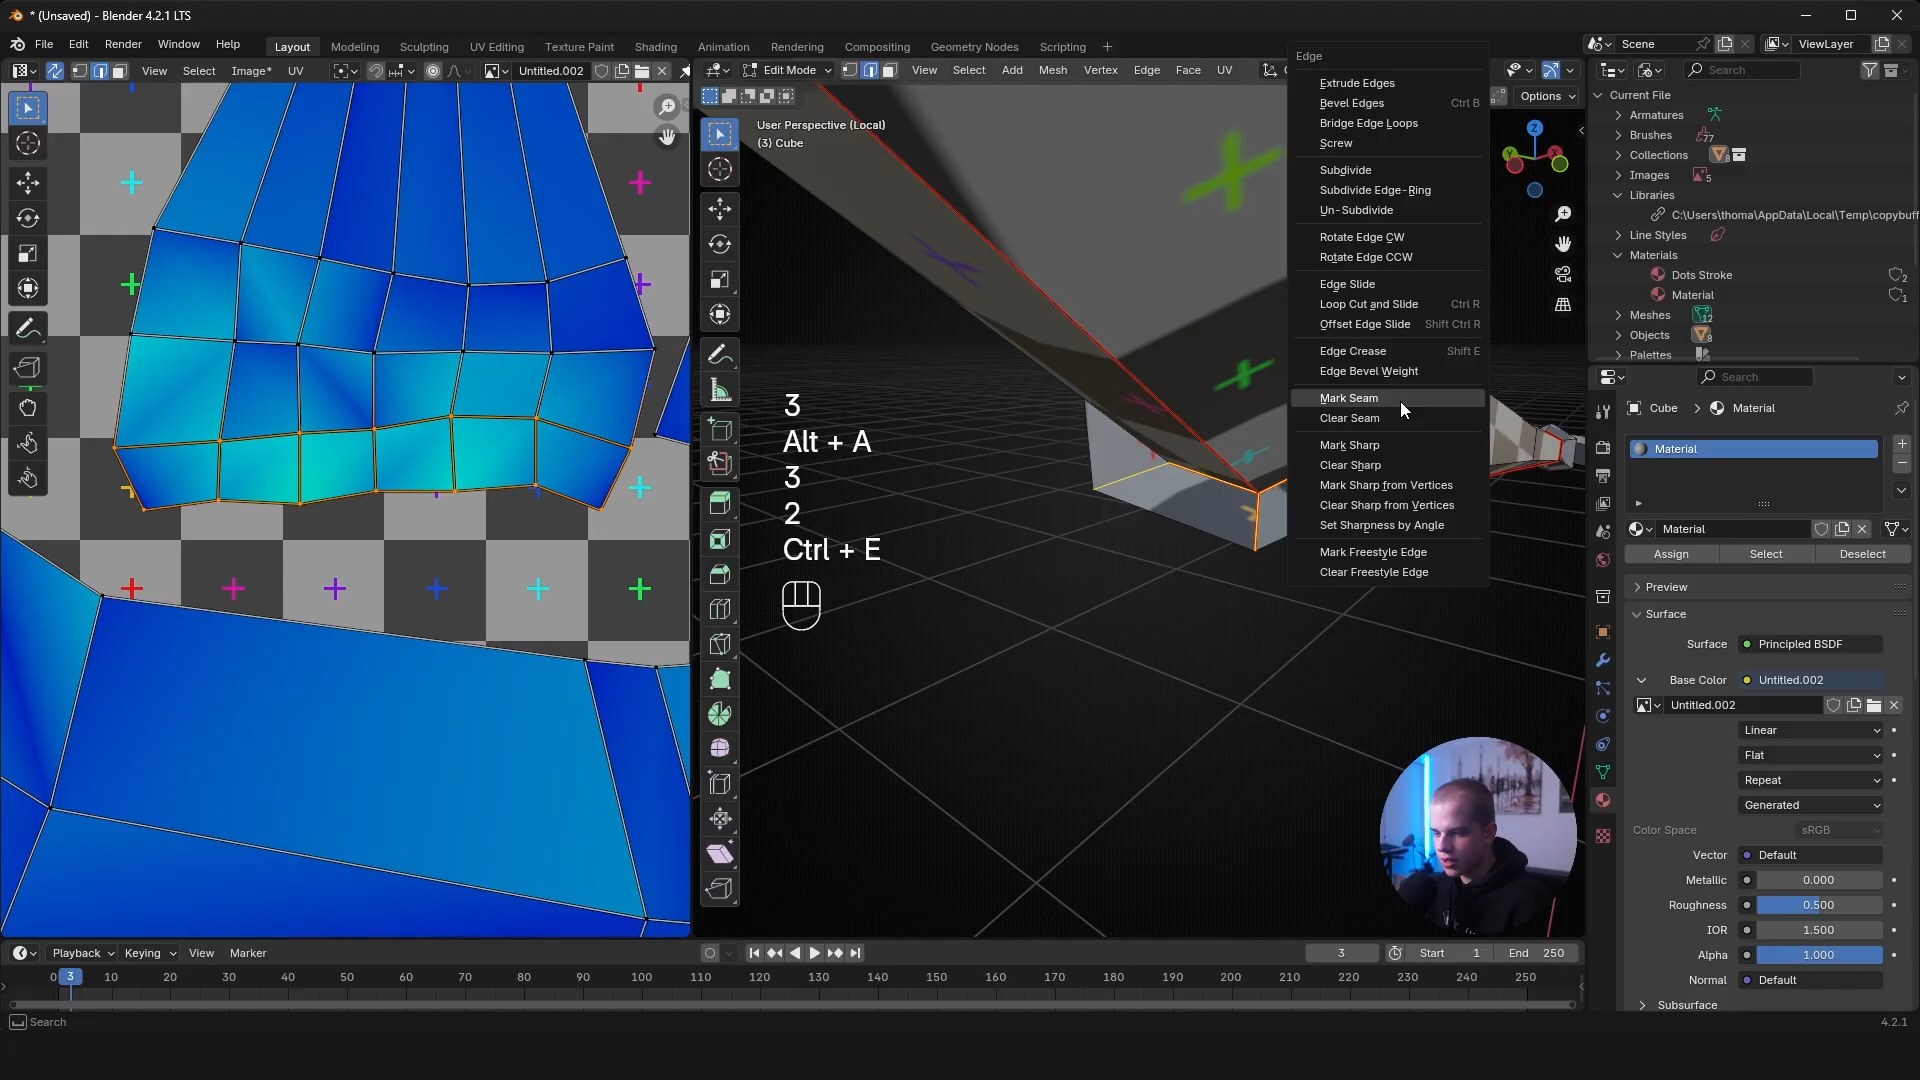 * (Unsaved) - Blender 4.2.1 LTS
File Edit Render Window Help
Layout Modeling Sculpting UV Editing Texture Paint Shading Animation Rendering Compositing Geometry Nodes Scripting +
Scene
ViewLayer
View Select Image* UV
Untitled.002
Edit Mode
View Select Add Mesh Vertex Edge Face UV
Options
User Perspective (Local)
(3) Cube
3
Alt + A
3
2
Ctrl + E
Edge
Extrude Edges
Bevel Edges Ctrl B
Bridge Edge Loops
Screw
Subdivide
Subdivide Edge-Ring
Un-Subdivide
Rotate Edge CW
Rotate Edge CCW
Edge Slide
Loop Cut and Slide Ctrl R
Offset Edge Slide Shift Ctrl R
Edge Crease Shift E
Edge Bevel Weight
Mark Seam
Clear Seam
Mark Sharp
Clear Sharp
Mark Sharp from Vertices
Clear Sharp from Vertices
Set Sharpness by Angle
Mark Freestyle Edge
Clear Freestyle Edge
Z
Search
Current File
Armatures
Brushes 77
Collections 8
Images 5
Libraries
C:\Users\thoma\AppData\Local\Temp\copybuff
Line Styles
Materials
Dots Stroke 2
Material 1
Meshes 12
Objects 8
Palettes
Search
Cube > Material
Material
Material
Assign Select Deselect
Preview
Surface
Surface Principled BSDF
Base Color Untitled.002
Untitled.002
Linear
Flat
Repeat
Generated
Color Space sRGB
Vector Default
Metallic 0.000
Roughness 0.500
IOR 1.500
Alpha 1.000
Normal Default
Subsurface
Playback Keying View Marker
3 Start 1 End 250
0 3 10 20 30 40 50 60 70 80 90 100 110 120 130 140 150 160 170 180 190 200 210 220 230 240 250
Search
4.2.1